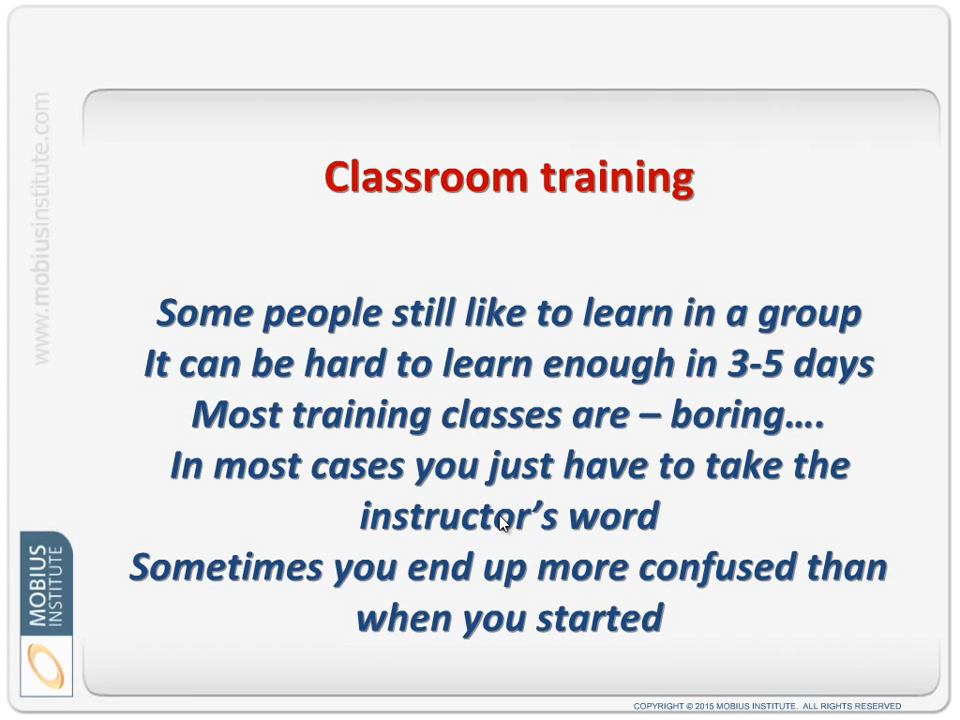 www.mobiusinstitute.com
Classroom training
Some people still like to learn in a group
It can be hard to learn enough in 3-5 days
Most training classes are – boring….
In most cases you just have to take the
instructor’s word
Sometimes you end up more confused than
when you started
MOBIUS
INSTITUTE
COPYRIGHT © 2015 MOBIUS INSTITUTE. ALL RIGHTS RESERVED